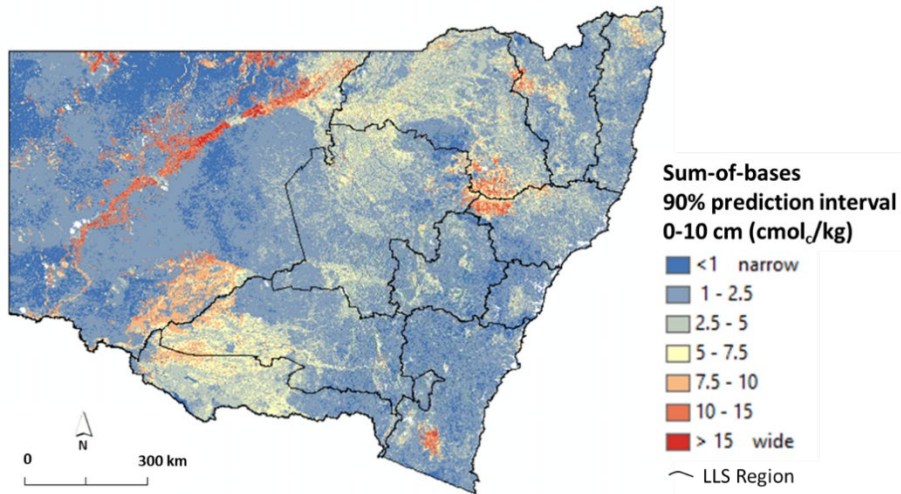 Sum-of-bases
90% prediction interval
0-10 cm (cmolc/kg)
<1 narrow
1 - 2.5
2.5 - 5
5 - 7.5
7.5 - 10
10 - 15
> 15 wide
LLS Region
N
0 300 km